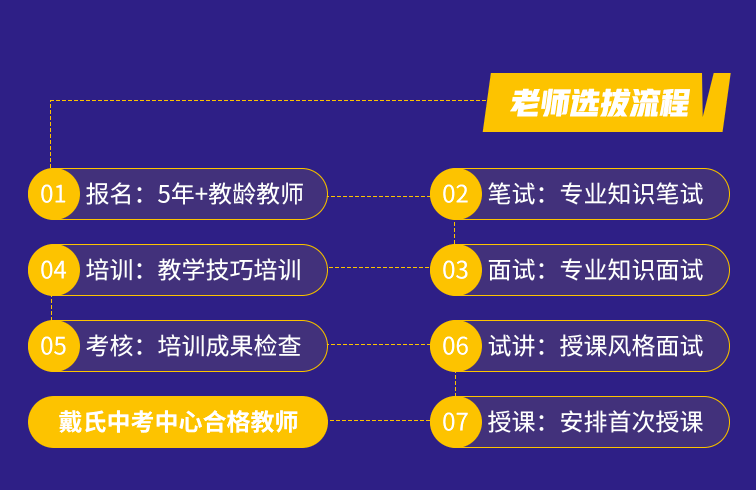 老师选拔流程
01 报名：5年+教龄教师
02 笔试：专业知识笔试
03 面试：专业知识面试
04 培训：教学技巧培训
05 考核：培训成果检查
06 试讲：授课风格面试
07 授课：安排首次授课
戴氏中考中心合格教师